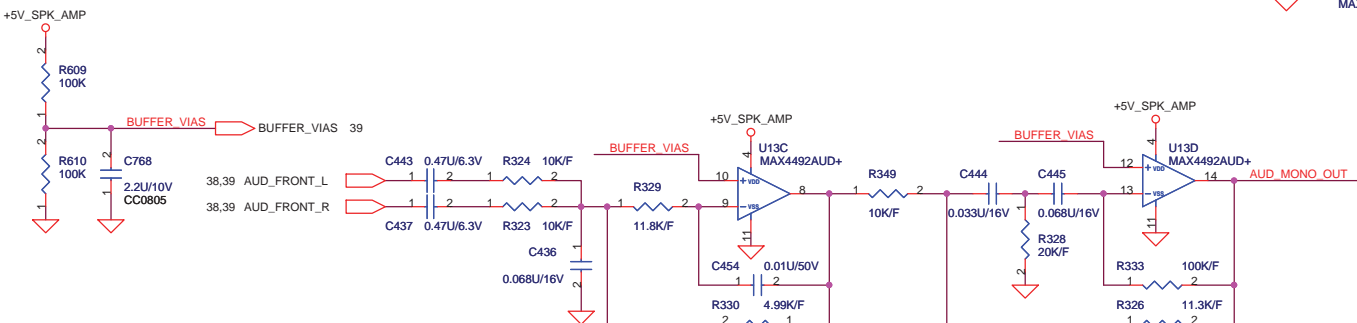 MAX
+5V_SPK_AMP
2
R609
100K
1
BUFFER_VIAS
BUFFER_VIAS 39
2
R610
100K
1
2
C768
1
2.2U/10V
CC0805
38,39 AUD_FRONT_L
38,39 AUD_FRONT_R
C443 0.47U/6.3V
1 2
R324 10K/F
1 2
1 2
C437 0.47U/6.3V
1 2
R323 10K/F
1
C436
0.068U/16V
2
R329
1 2
11.8K/F
BUFFER_VIAS
+5V_SPK_AMP
4
U13C
MAX4492AUD+
10
+ VDD
8
9
- VSS
11
C454 0.01U/50V
1 2
R330 4.99K/F
2 1
R349
1 2
10K/F
C444
1 2
0.033U/16V
C445
1 2
0.068U/16V
1
R328
20K/F
2
BUFFER_VIAS
+5V_SPK_AMP
4
U13D
MAX4492AUD+
12
+ VDD
14
13
- VSS
11
AUD_MONO_OUT
R333 100K/F
1 2
R326 11.3K/F
1 2